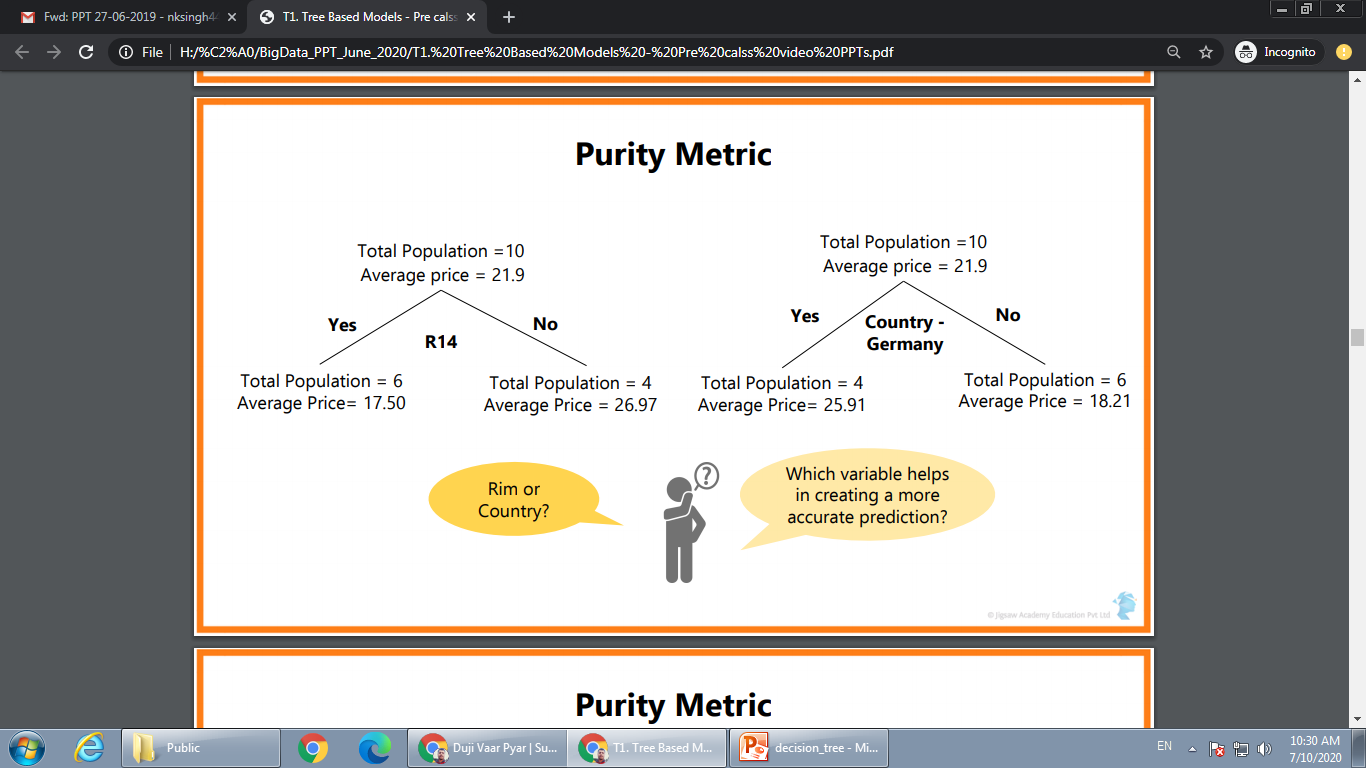 Fwd: PPT 27-06-2019 - nksingh44
T1. Tree Based Models - Pre calss
File
H:/%C2%A0/BigData_PPT_June_2020/T1.%20Tree%20Based%20Models%20-%20Pre%20calss%20video%20PPTs.pdf
Incognito
Purity Metric
Total Population =10
Average price = 21.9
Yes
No
R14
Total Population = 6
Average Price= 17.50
Total Population = 4
Average Price = 26.97
Total Population =10
Average price = 21.9
Yes
No
Country -
Germany
Total Population = 4
Average Price= 25.91
Total Population = 6
Average Price = 18.21
Rim or
Country?
?
Which variable helps
in creating a more
accurate prediction?
© Jigsaw Academy Education Pvt Ltd
Purity Metric
Public
Duji Vaar Pyar | Su...
T1. Tree Based M...
decision_tree - Mi...
EN
10:30 AM
7/10/2020